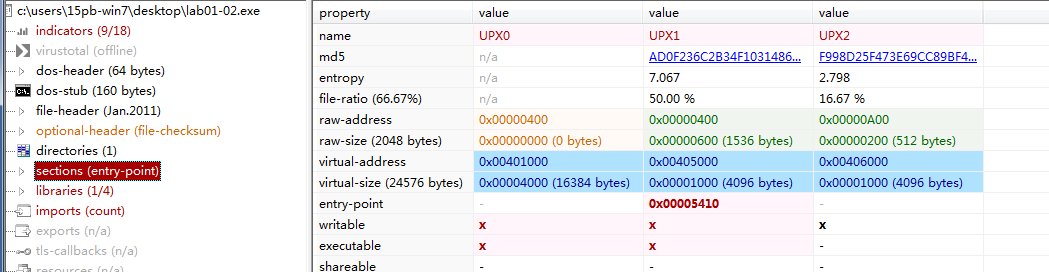 c:\users\15pb-win7\desktop\lab01-02.exe
indicators (9/18)
virustotal (offline)
dos-header (64 bytes)
dos-stub (160 bytes)
file-header (Jan.2011)
optional-header (file-checksum)
directories (1)
sections (entry-point)
libraries (1/4)
imports (count)
exports (n/a)
tls-callbacks (n/a)
resources (n/a)
property value value value
name UPX0 UPX1 UPX2
md5 n/a AD0F236C2B34F1031486... F998D25F473E69CC89BF4...
entropy n/a 7.067 2.798
file-ratio (66.67%) n/a 50.00 % 16.67 %
raw-address 0x00000400 0x00000400 0x00000A00
raw-size (2048 bytes) 0x00000000 (0 bytes) 0x00000600 (1536 bytes) 0x00000200 (512 bytes)
virtual-address 0x00401000 0x00405000 0x00406000
virtual-size (24576 bytes) 0x00004000 (16384 bytes) 0x00001000 (4096 bytes) 0x00001000 (4096 bytes)
entry-point - 0x00005410 -
writable x x x
executable x x -
shareable - - -